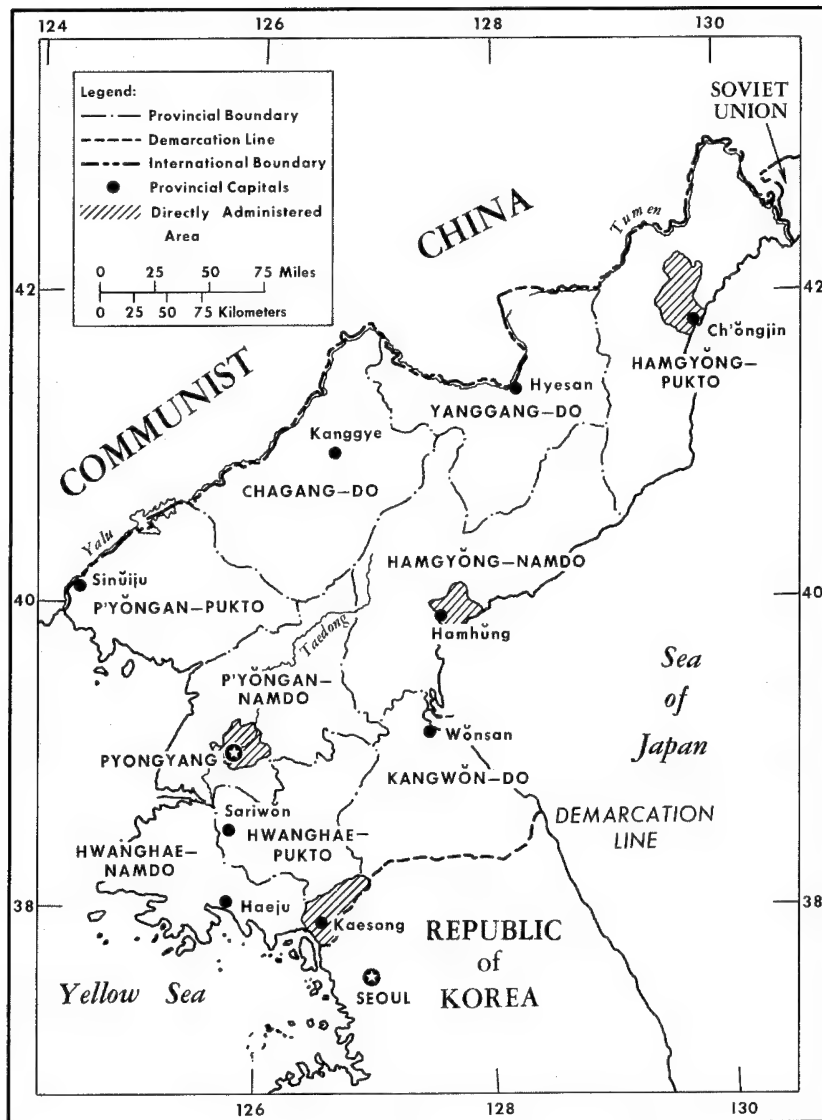 124
126
128
130
Legend:
Provincial Boundary
Demarcation Line
International Boundary
Provincial Capitals
Directly Administered
Area
0 25 50 75 Miles
0 25 50 75 Kilometers
SOVIET
UNION
CHINA
Tumen
42
42
Ch'ŏngjin
HAMGYŎNG—
PUKTO
Hyesan
YANGGANG—DO
COMMUNIST
Kanggye
CHAGANG—DO
Yalu
HAMGYŎNG—NAMDO
Sinŭiju
P'YŎNGAN—PUKTO
40
40
Hamhŭng
Taedong
P'YŎNGAN—
NAMDO
Sea
of
Japan
Wŏnsan
PYONGYANG
KANGWŎN—DO
Sariwŏn
HWANGHAE—
PUKTO
DEMARCATION
LINE
HWANGHAE—
NAMDO
38
38
Haeju
Kaesong
REPUBLIC
of
KOREA
Yellow Sea
SEOUL
126
128
130